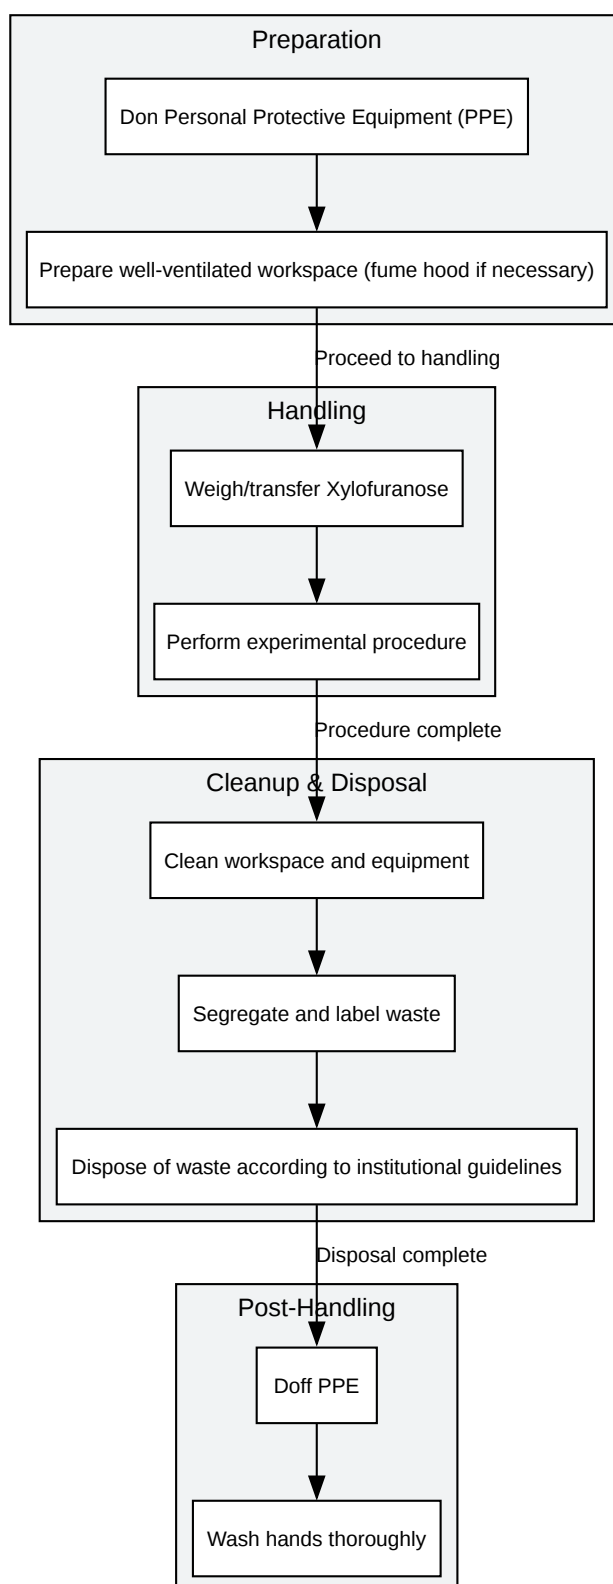 Preparation
Don Personal Protective Equipment (PPE)
Prepare well-ventilated workspace (fume hood if necessary)
Proceed to handling
Handling
Weigh/transfer Xylofuranose
Perform experimental procedure
Procedure complete
Cleanup & Disposal
Clean workspace and equipment
Segregate and label waste
Dispose of waste according to institutional guidelines
Disposal complete
Post-Handling
Doff PPE
Wash hands thoroughly